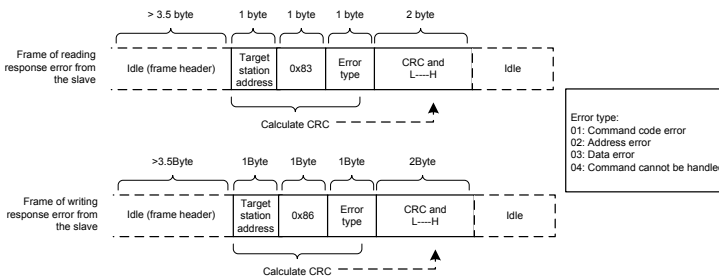 > 3.5 byte 1 byte 1 byte 1 byte 2 byte
Frame of reading
response error from
the slave
Idle (frame header)
Target
station
address
0x83
Error
type
CRC and
L----H
Idle
Calculate CRC
Error type:
01: Command code error
02: Address error
03: Data error
04: Command cannot be handled
>3.5Byte 1Byte 1Byte 1Byte 2Byte
Frame of writing
response error from
the slave
Idle (frame header)
Target
station
address
0x86
Error
type
CRC and
L----H
Idle
Calculate CRC